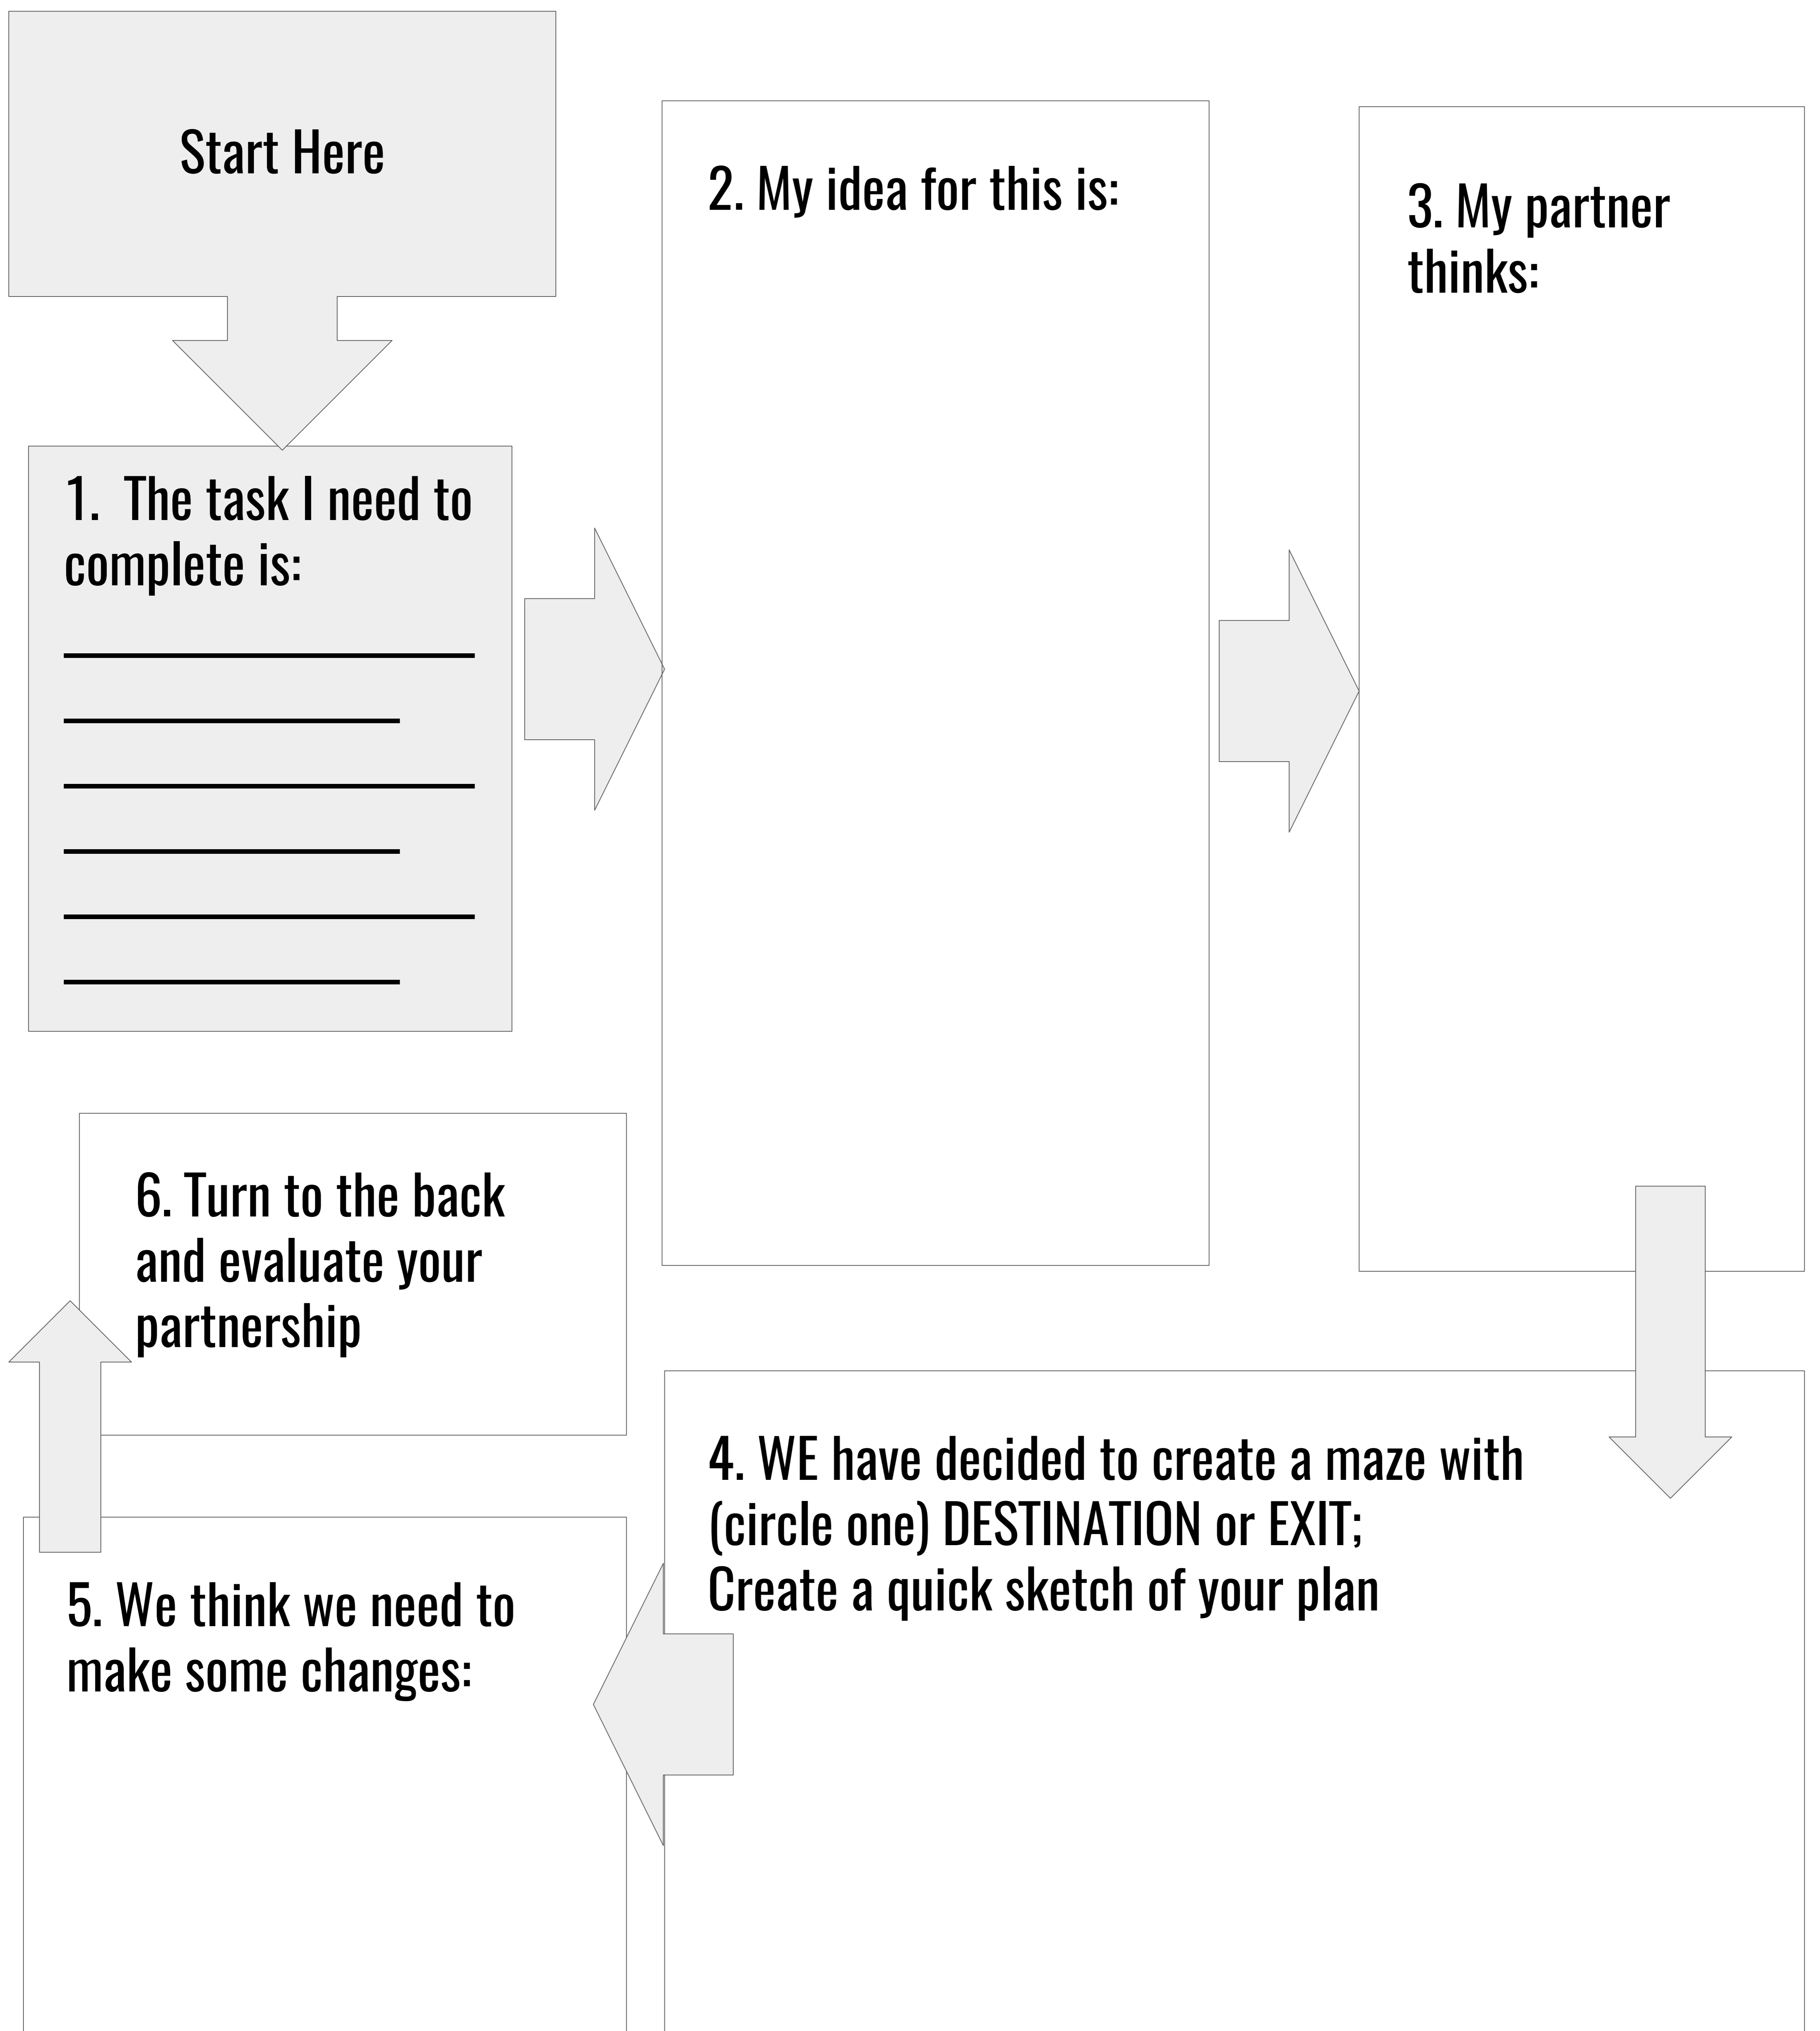 Start Here
1. The task I need to
complete is:
2. My idea for this is:
3. My partner
thinks:
4. WE have decided to create a maze with
(circle one) DESTINATION or EXIT;
Create a quick sketch of your plan
5. We think we need to
make some changes:
6. Turn to the back
and evaluate your
partnership